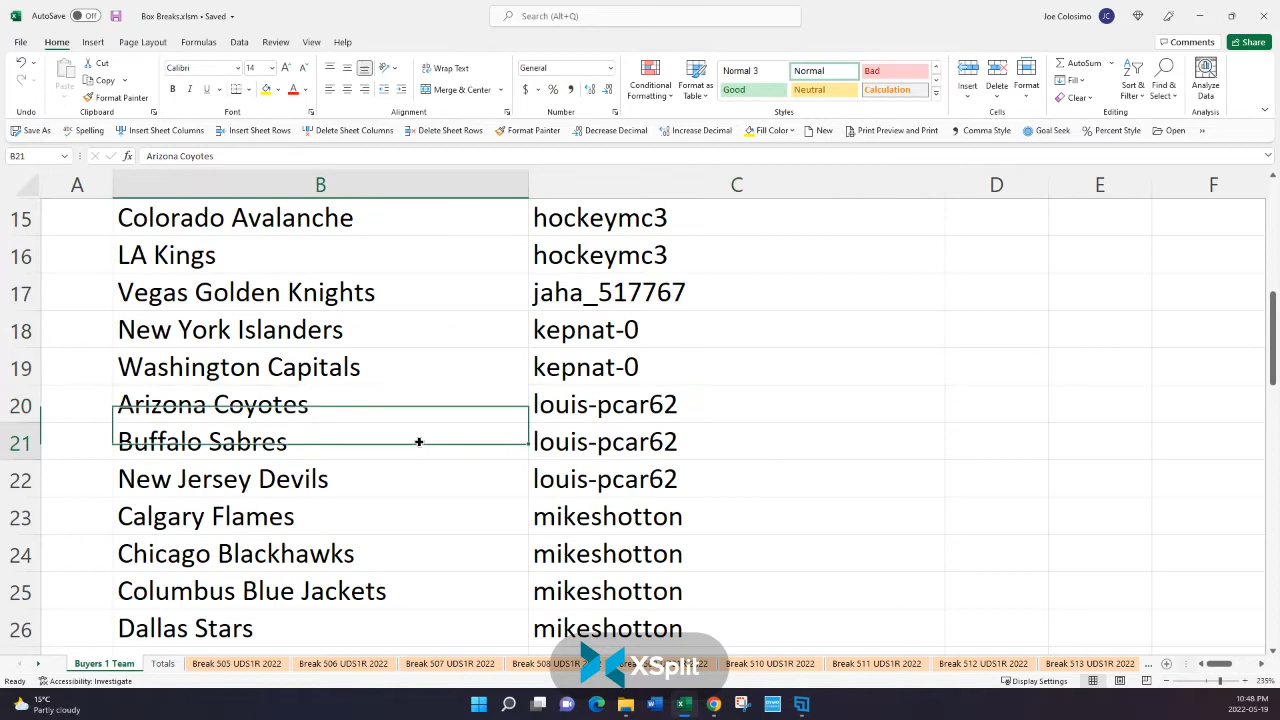 AutoSave Off Box Breaks.xlsm • Saved Search (Alt+Q) Joe Colosimo JC
File Home Insert Page Layout Formulas Data Review View Help Comments Share
Cut Calibri 14 Wrap Text General Normal 3 Normal Bad AutoSum
Paste Copy Conditional Formatting Format as Table Insert Delete Format Fill Sort & Filter Find & Select Analyze Data
Format Painter B I U A Merge & Center $ % Good Neutral Calculation Clear
Undo Clipboard Font Alignment Number Styles Cells Editing Analysis
Save As Spelling Insert Sheet Columns Insert Sheet Rows Delete Sheet Columns Delete Sheet Rows Format Painter Decrease Decimal Increase Decimal Fill Color New Print Preview and Print Comma Style Goal Seek Percent Style Open
B21 fx Arizona Coyotes
A B C D E F
15 Colorado Avalanche hockeymc3
16 LA Kings hockeymc3
17 Vegas Golden Knights jaha_517767
18 New York Islanders kepnat-0
19 Washington Capitals kepnat-0
20 Arizona Coyotes louis-pcar62
21 Buffalo Sabres louis-pcar62
22 New Jersey Devils louis-pcar62
23 Calgary Flames mikeshotton
24 Chicago Blackhawks mikeshotton
25 Columbus Blue Jackets mikeshotton
26 Dallas Stars mikeshotton
XSplit
Buyers 1 Team Totals Break 505 UDS1R 2022 Break 506 UDS1R 2022 Break 507 UDS1R 2022 Break 508 2022 Break 510 UDS1R 2022 Break 511 UDS1R 2022 Break 512 UDS1R 2022 Break 513 UDS1R 2022 ...
Ready Accessibility: Investigate Display Settings 235%
15°C
Partly cloudy
10:48 PM
2022-05-19